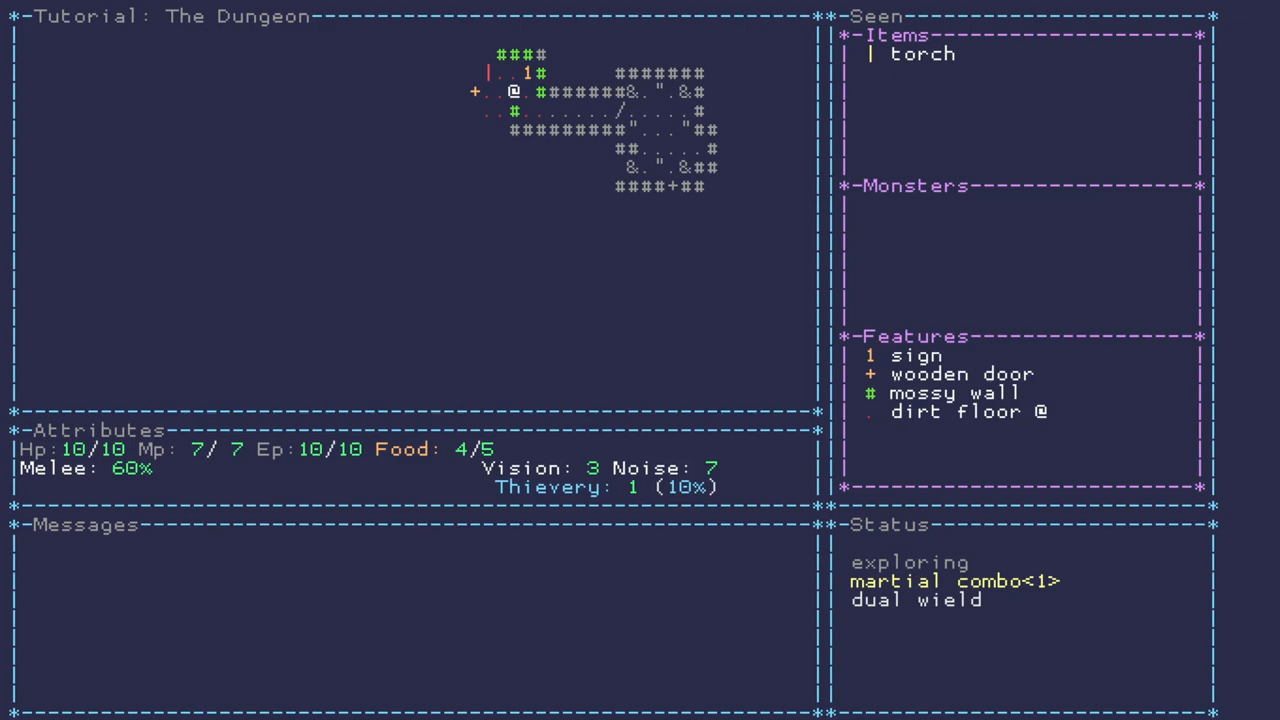 *-Tutorial: The Dungeon-*
*-Seen-*
*-Items-*
| torch
####
|..1#
+..@.#######&.".&#
..#......./.....#
#########"..."##
##.....#
&.".&##
####+##
#######
*-Monsters-*
*-Features-*
1 sign
+ wooden door
# mossy wall
. dirt floor @
*-Attributes-*
Hp:10/10 Mp: 7/ 7 Ep:10/10 Food: 4/5
Melee: 60% Vision: 3 Noise: 7
Thievery: 1 (10%)
*-Messages-*
*-Status-*
exploring
martial combo<1>
dual wield